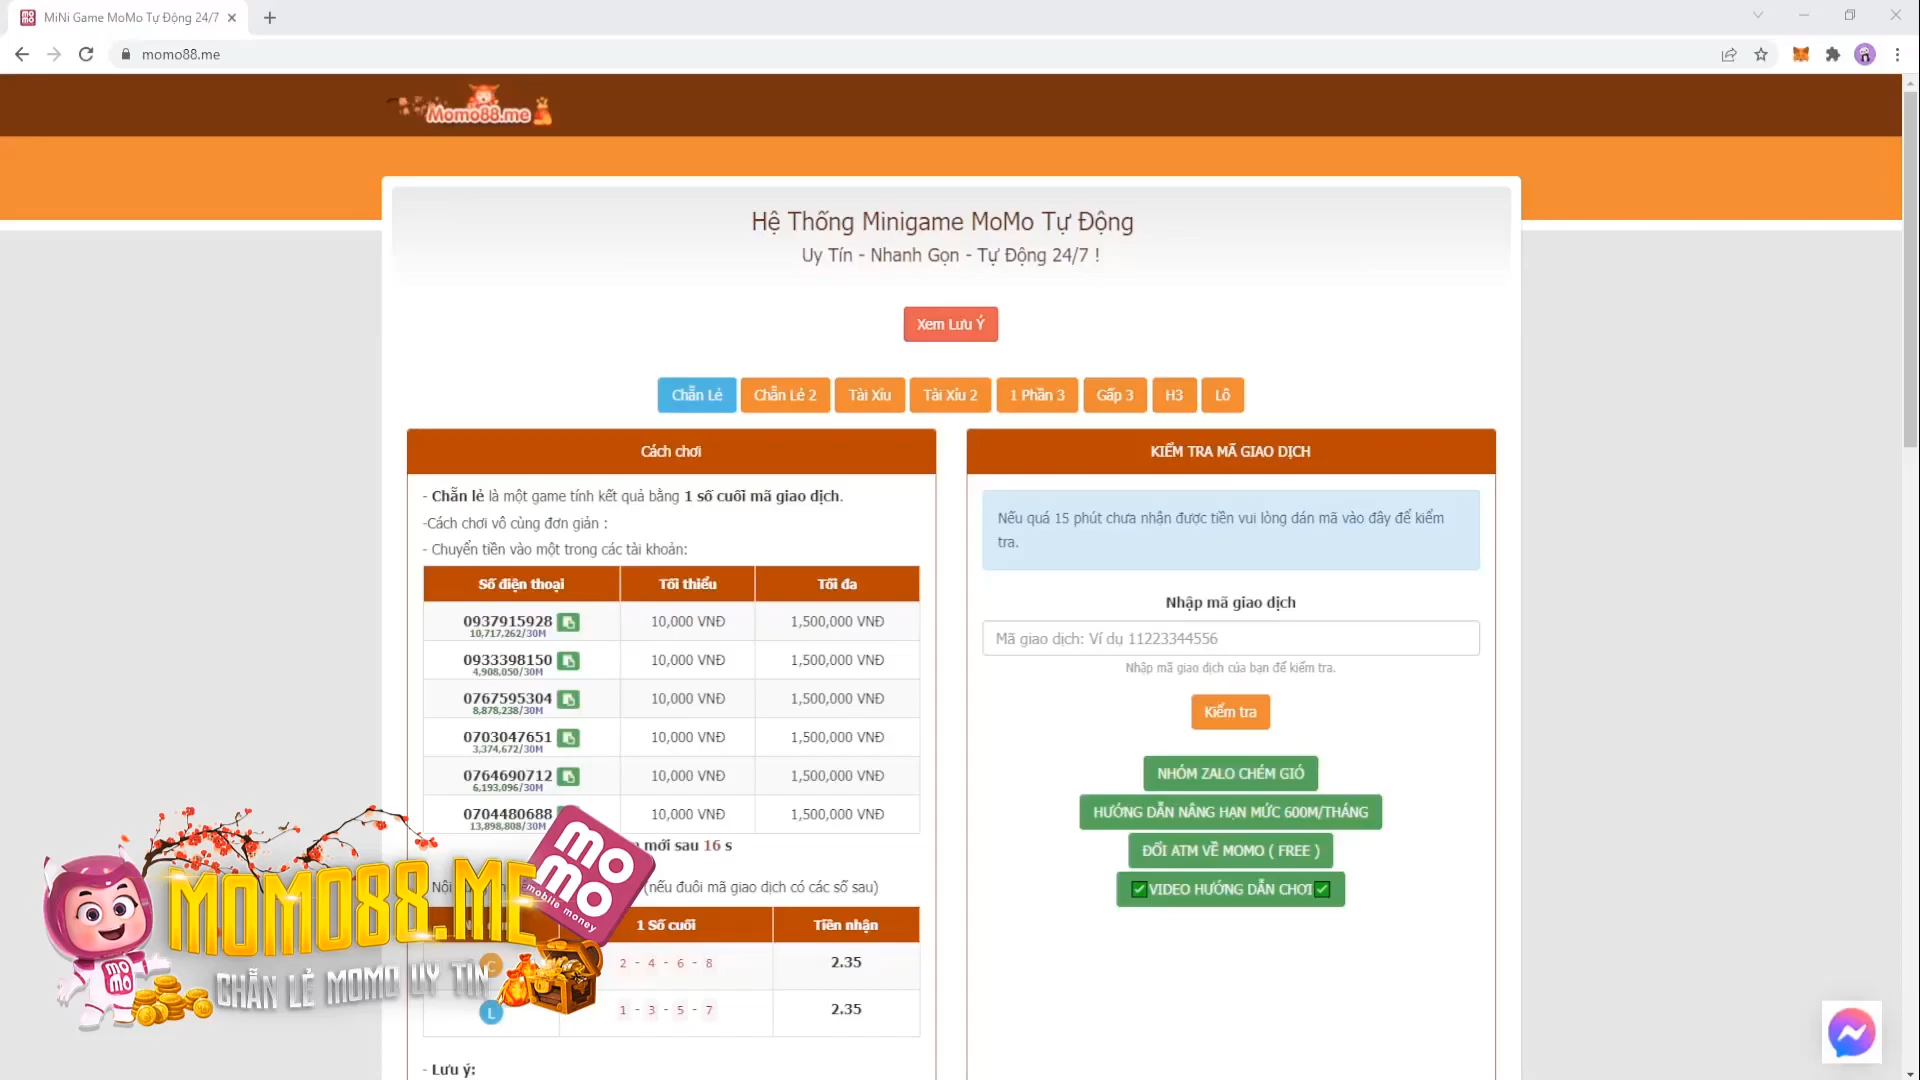 MiNi Game MoMo Tự Động 24/7
momo88.me
Momo88.me
Hệ Thống Minigame MoMo Tự Động
Uy Tín - Nhanh Gọn - Tự Động 24/7 !
Xem Lưu Ý
Chẵn Lẻ Chẵn Lẻ 2 Tài Xỉu Tài Xỉu 2 1 Phần 3 Gấp 3 H3 Lô
Cách chơi
- Chẵn lẻ là một game tính kết quả bằng 1 số cuối mã giao dịch.
-Cách chơi vô cùng đơn giản :
- Chuyển tiền vào một trong các tài khoản:
Số điện thoại Tối thiểu Tối đa
0937915928 10,000 VNĐ 1,500,000 VNĐ
10,717,262/30M
0933398150 10,000 VNĐ 1,500,000 VNĐ
4,908,050/30M
0767595304 10,000 VNĐ 1,500,000 VNĐ
8,878,238/30M
0703047651 10,000 VNĐ 1,500,000 VNĐ
3,374,672/30M
0764690712 10,000 VNĐ 1,500,000 VNĐ
6,193,096/30M
0704480688 10,000 VNĐ 1,500,000 VNĐ
13,898,808/30M
mới sau 16 s
(nếu đuôi mã giao dịch có các số sau)
1 Số cuối Tiền nhận
C 2 - 4 - 6 - 8 2.35
L 1 - 3 - 5 - 7 2.35
- Lưu ý:
KIỂM TRA MÃ GIAO DỊCH
Nếu quá 15 phút chưa nhận được tiền vui lòng dán mã vào đây để kiểm
tra.
Nhập mã giao dịch
Mã giao dịch: Ví dụ 11223344556
Nhập mã giao dịch của bạn để kiểm tra.
Kiểm tra
NHÓM ZALO CHÉM GIÓ
HƯỚNG DẪN NÂNG HẠN MỨC 600M/THÁNG
ĐỔI ATM VỀ MOMO ( FREE )
VIDEO HƯỚNG DẪN CHƠI
MOMO88.ME
CHẴN LẺ MOMO UY TÍN
mo
mo
mobile money
mo
mo